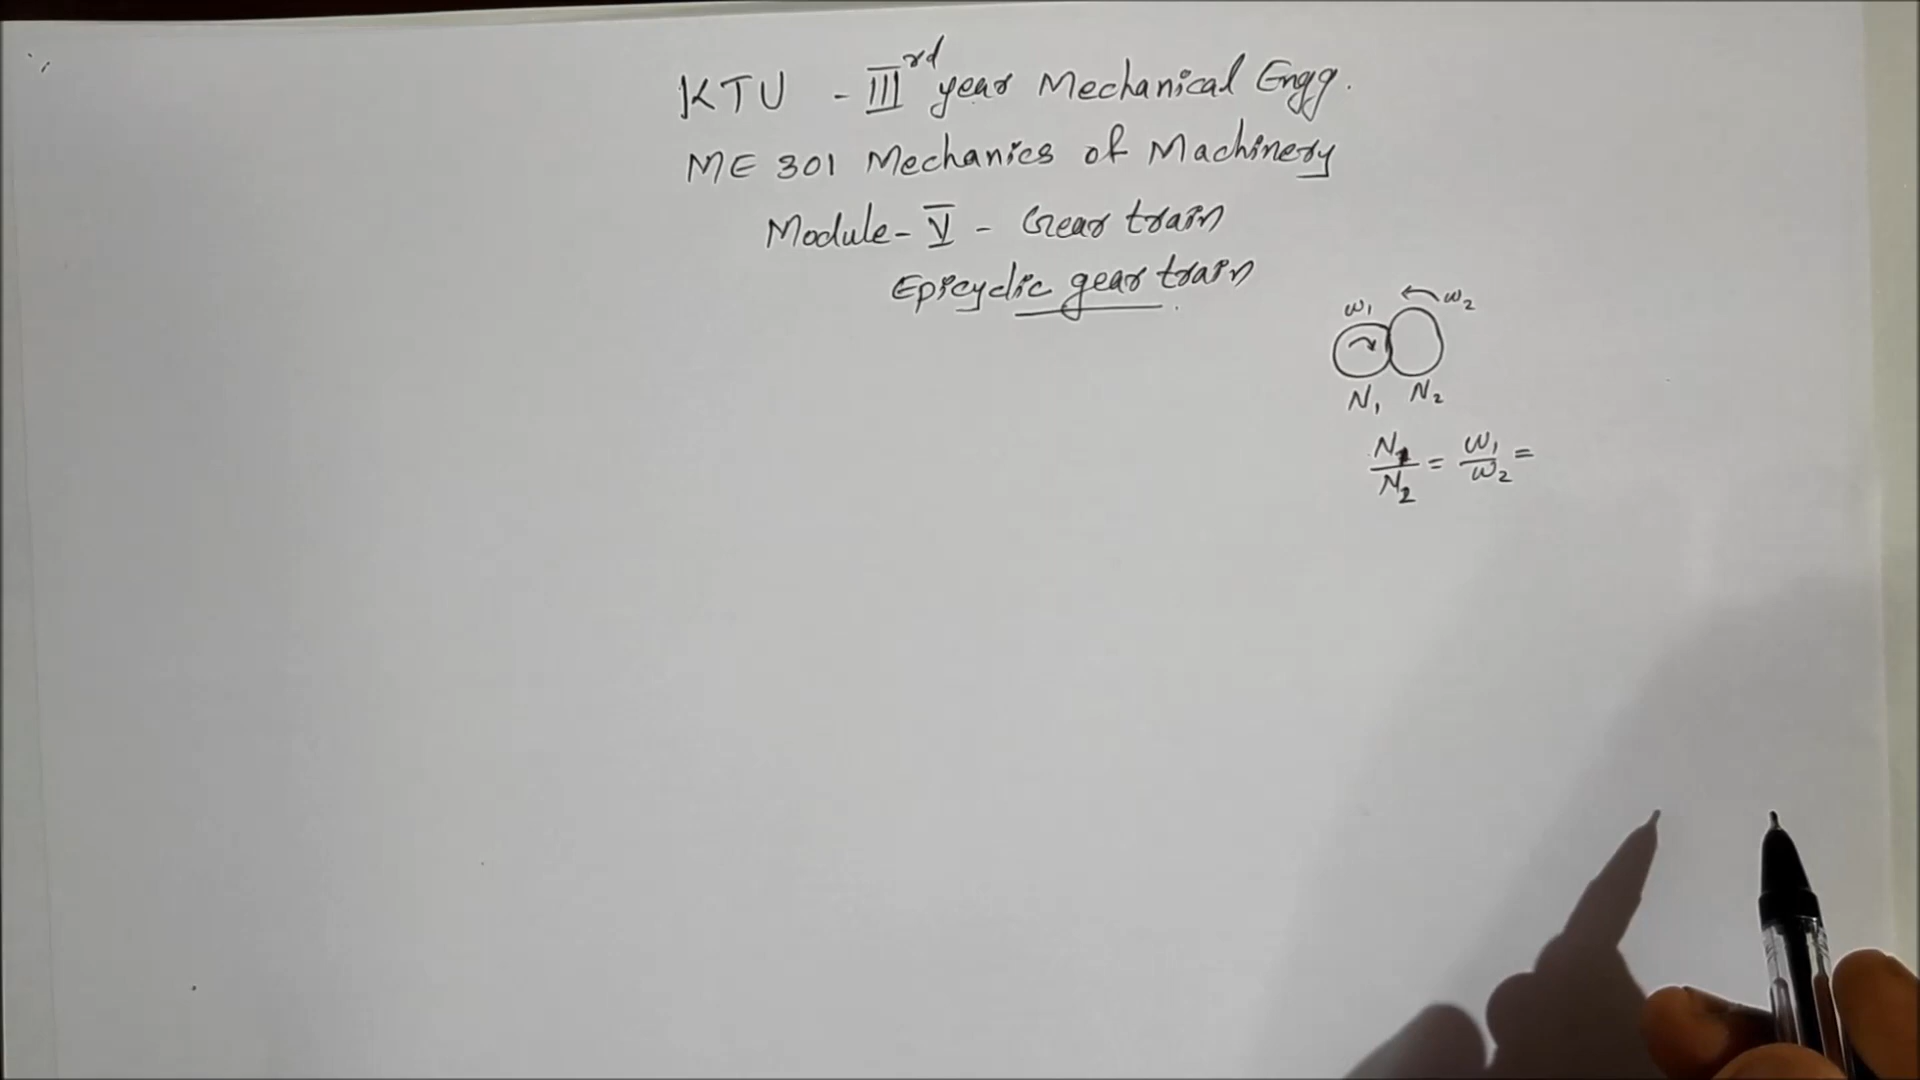 KTU - III rd year Mechanical Engg.
ME 301 Mechanics of Machinery
Module - V - Gear train
Epicyclic gear train
ω1 ω2
N1 N2
N1/N2 = ω1/ω2 =